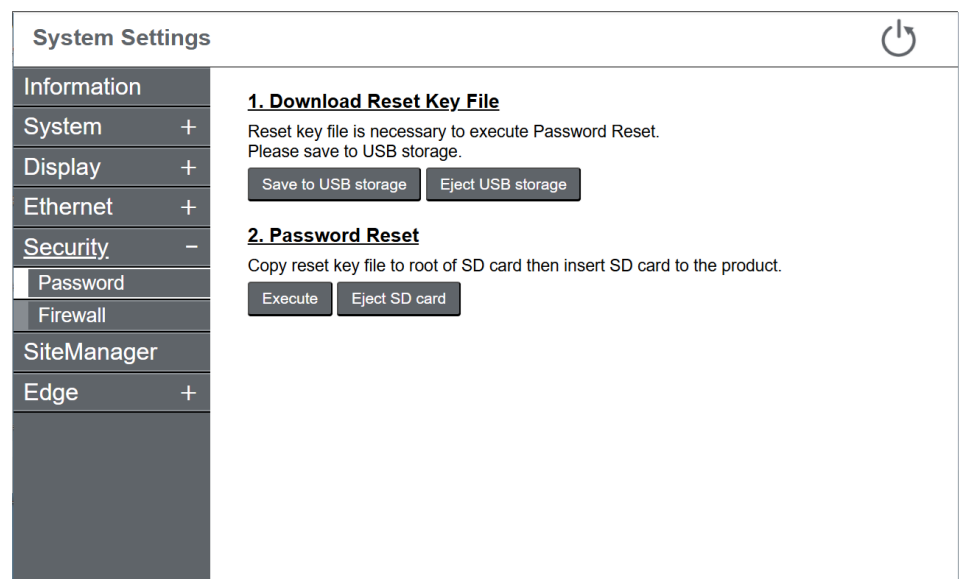 System Settings
Information
System +
Display +
Ethernet +
Security −
Password
Firewall
SiteManager
Edge +
1. Download Reset Key File
Reset key file is necessary to execute Password Reset.
Please save to USB storage.
Save to USB storage Eject USB storage
2. Password Reset
Copy reset key file to root of SD card then insert SD card to the product.
Execute Eject SD card